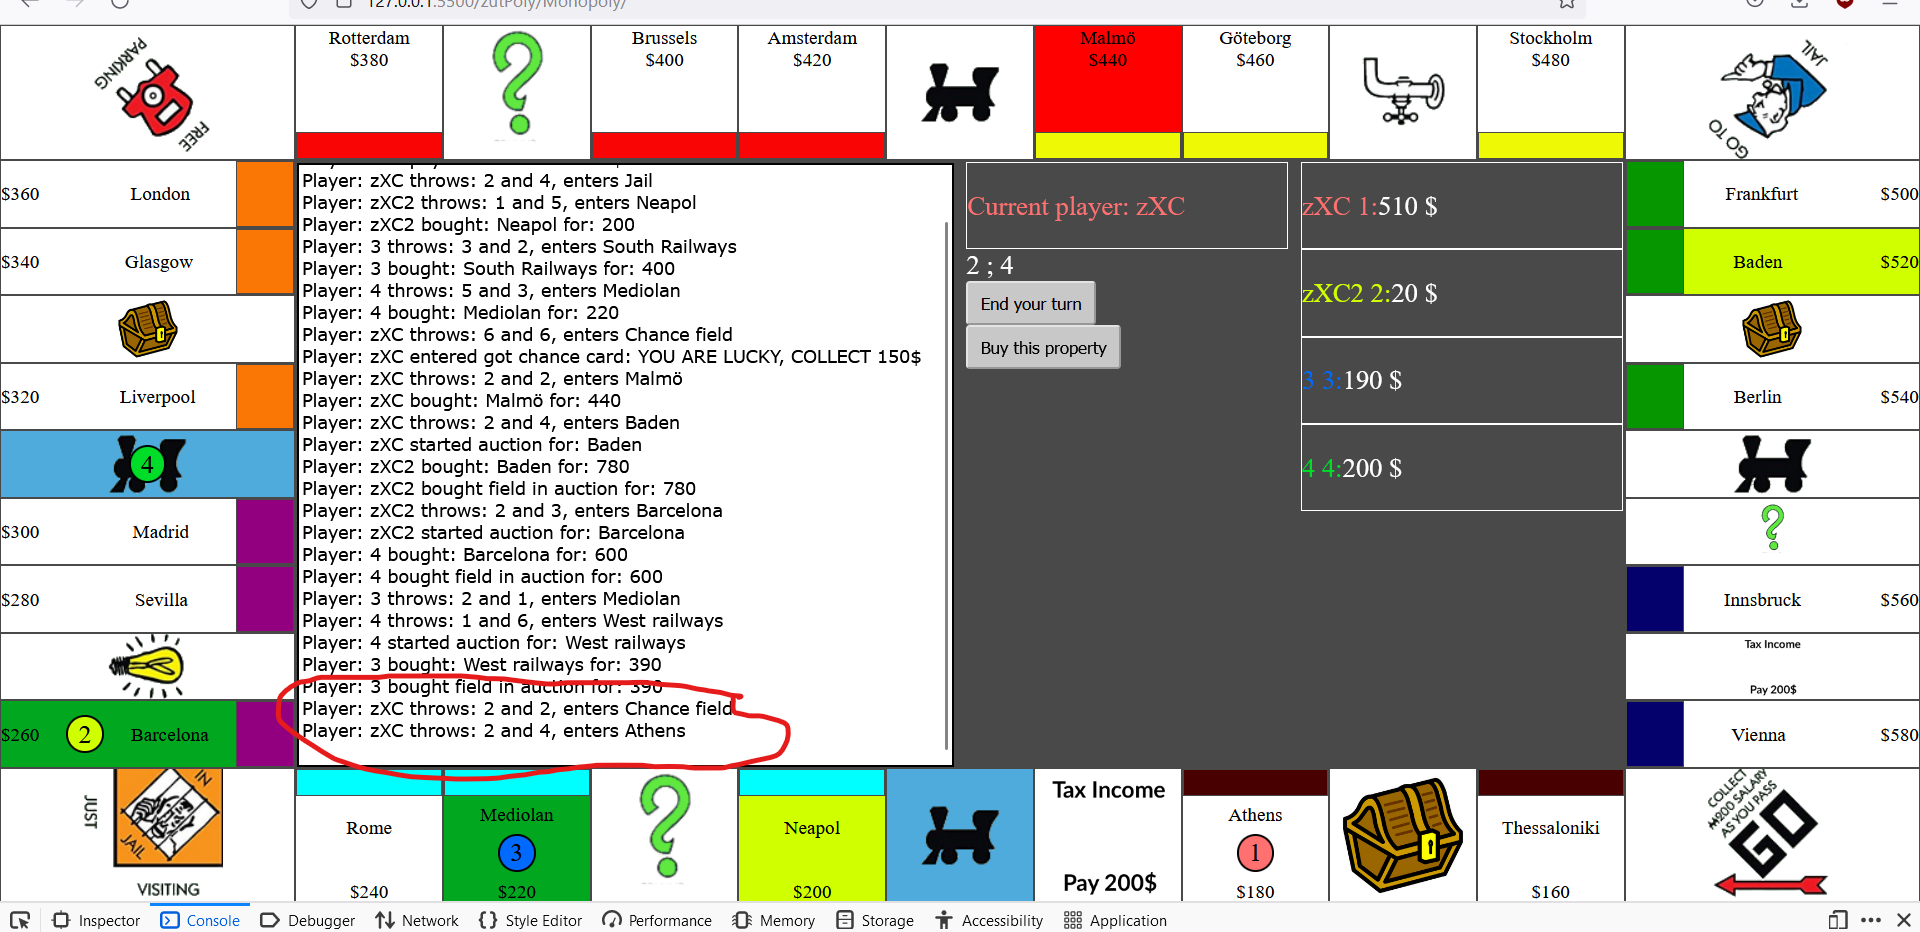 127.0.0.1:5500/zutPoly/Monopoly/
FREE
PARKING
Rotterdam
$380
Brussels
$400
Amsterdam
$420
Malmö
$440
Göteborg
$460
Stockholm
$480
GO TO
JAIL
$360 London
$340 Glasgow
$320 Liverpool
4
$300 Madrid
$280 Sevilla
$260 2 Barcelona
Player: zXC throws: 2 and 4, enters Jail
Player: zXC2 throws: 1 and 5, enters Neapol
Player: zXC2 bought: Neapol for: 200
Player: 3 throws: 3 and 2, enters South Railways
Player: 3 bought: South Railways for: 400
Player: 4 throws: 5 and 3, enters Mediolan
Player: 4 bought: Mediolan for: 220
Player: zXC throws: 6 and 6, enters Chance field
Player: zXC entered got chance card: YOU ARE LUCKY, COLLECT 150$
Player: zXC throws: 2 and 2, enters Malmö
Player: zXC bought: Malmö for: 440
Player: zXC throws: 2 and 4, enters Baden
Player: zXC started auction for: Baden
Player: zXC2 bought: Baden for: 780
Player: zXC2 bought field in auction for: 780
Player: zXC2 throws: 2 and 3, enters Barcelona
Player: zXC2 started auction for: Barcelona
Player: 4 bought: Barcelona for: 600
Player: 4 bought field in auction for: 600
Player: 3 throws: 2 and 1, enters Mediolan
Player: 4 throws: 1 and 6, enters West railways
Player: 4 started auction for: West railways
Player: 3 bought: West railways for: 390
Player: 3 bought field in auction for: 390
Player: zXC throws: 2 and 2, enters Chance field
Player: zXC throws: 2 and 4, enters Athens
Current player: zXC
2 ; 4
End your turn
Buy this property
zXC 1:510 $
zXC2 2:20 $
3 3:190 $
4 4:200 $
Frankfurt $500
Baden $520
Berlin $540
Innsbruck $560
Tax Income
Pay 200$
Vienna $580
JUST
IN
JAIL
VISITING
Rome
$240
Mediolan
3
$220
Neapol
$200
Tax Income
Pay 200$
Athens
1
$180
Thessaloniki
$160
COLLECT
M200 SALARY
AS YOU PASS
GO
Inspector Console Debugger Network Style Editor Performance Memory Storage Accessibility Application